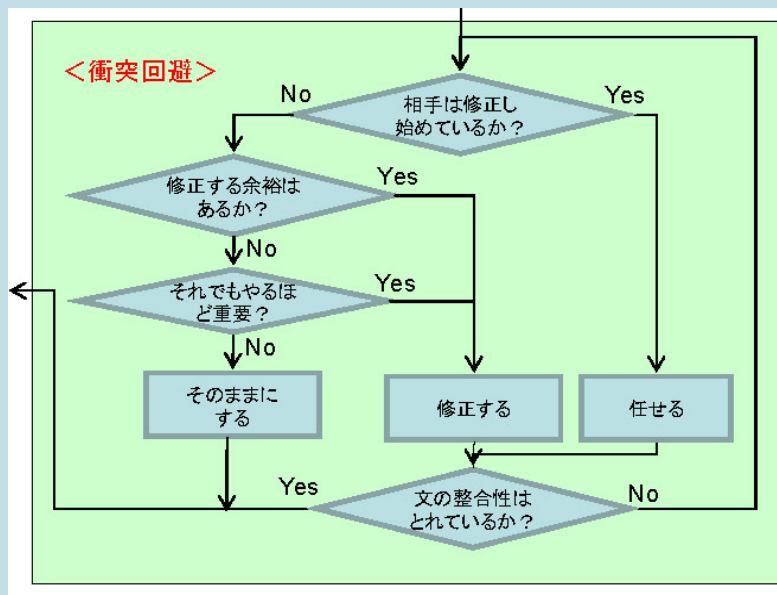 ＜衝突回避＞
No
相手は修正し
始めているか？
Yes
修正する余裕は
あるか？
Yes
No
それでもやるほ
ど重要？
Yes
No
そのままに
する
修正する
任せる
Yes
文の整合性は
とれているか？
No